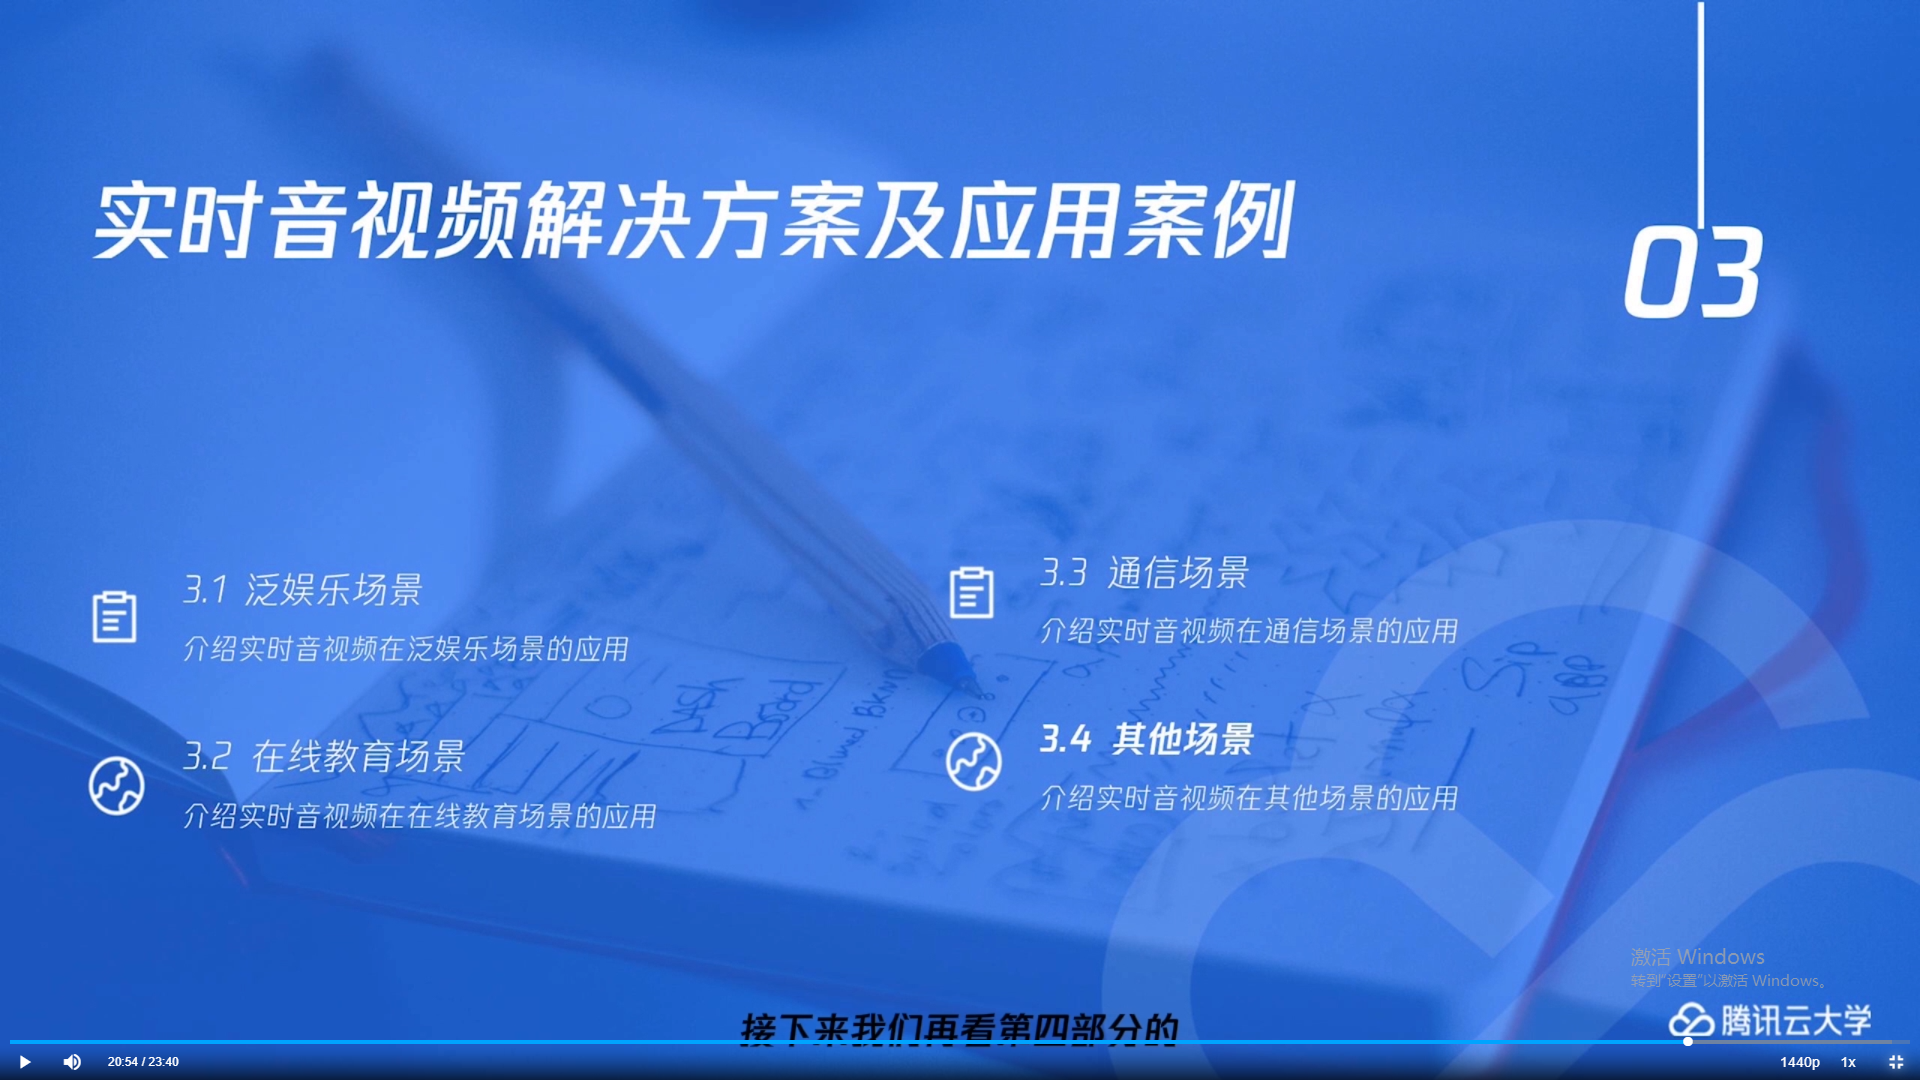 实时音视频解决方案及应用案例
03
3.1 泛娱乐场景
介绍实时音视频在泛娱乐场景的应用
3.2 在线教育场景
介绍实时音视频在在线教育场景的应用
3.3 通信场景
介绍实时音视频在通信场景的应用
3.4 其他场景
介绍实时音视频在其他场景的应用
Sip
app
激活 Windows
转到“设置”以激活 Windows。
腾讯云大学
接下来我们再看第四部分的
20:54 / 23:40
1440p
1x